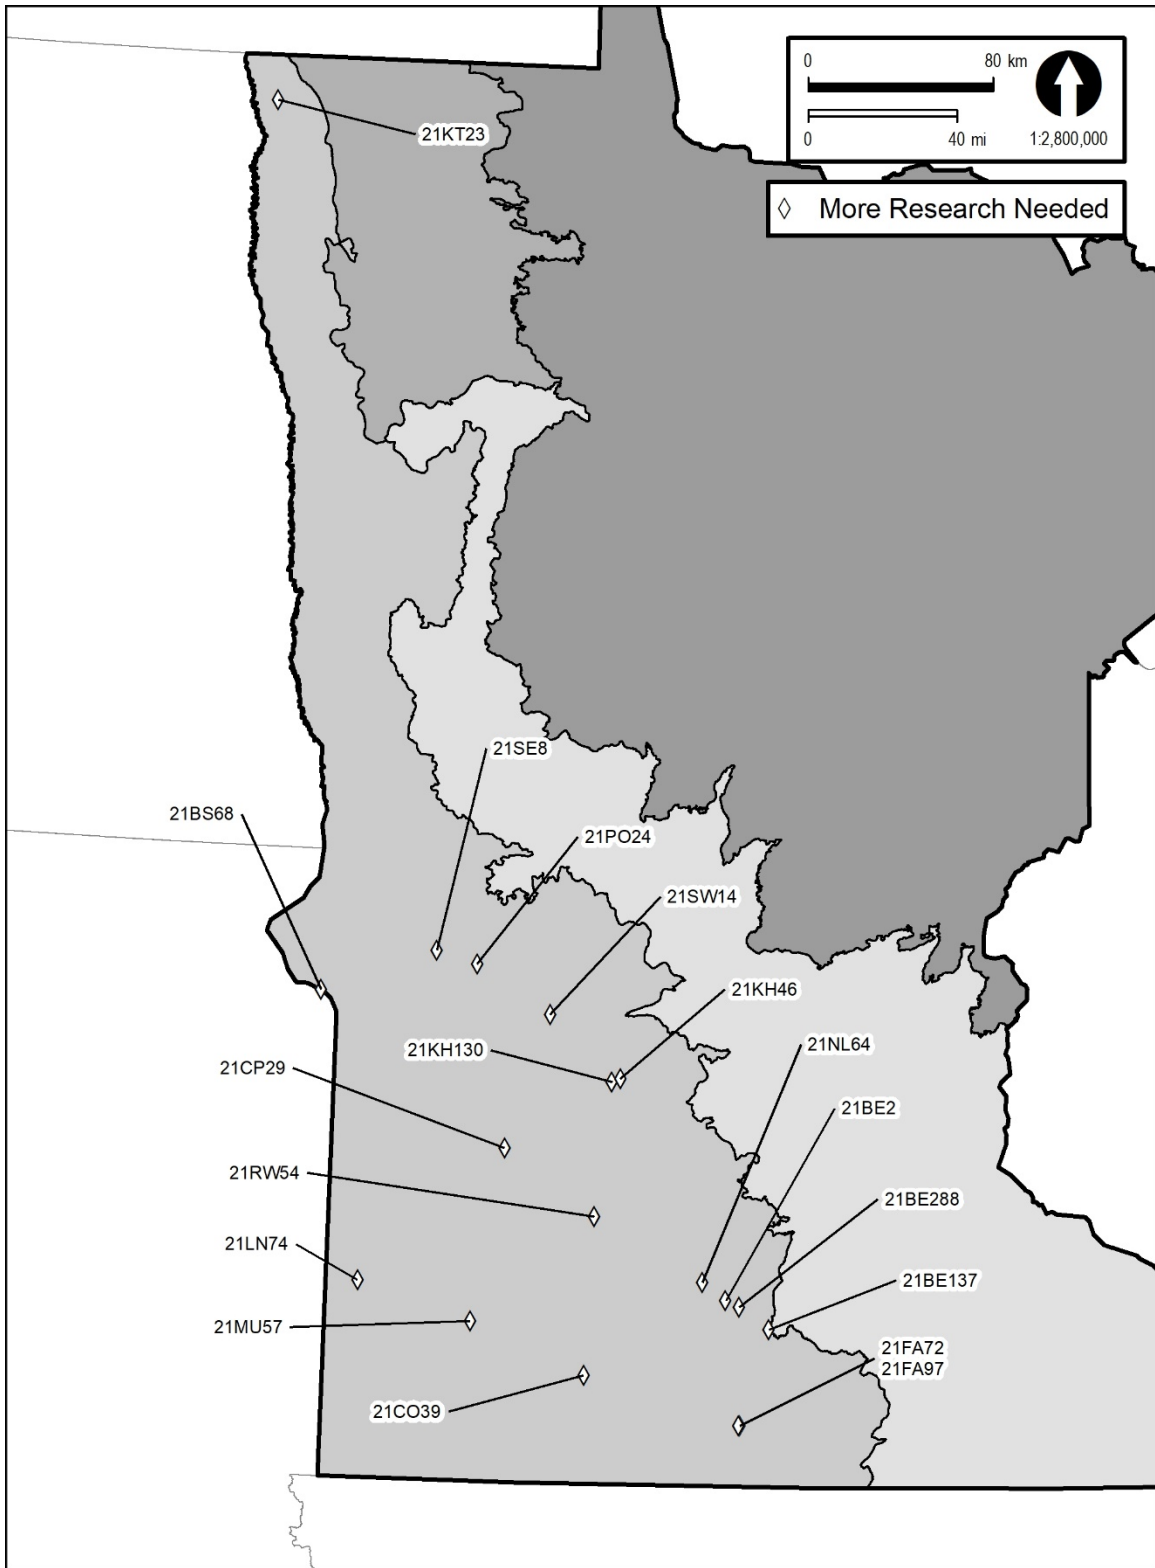 0 80 km
0 40 mi
1:2,800,000
More Research Needed
21KT23
21SE8
21BS68
21PO24
21SW14
21KH46
21KH130
21NL64
21CP29
21BE2
21RW54
21BE288
21LN74
21BE137
21MU57
21FA72
21FA97
21CO39